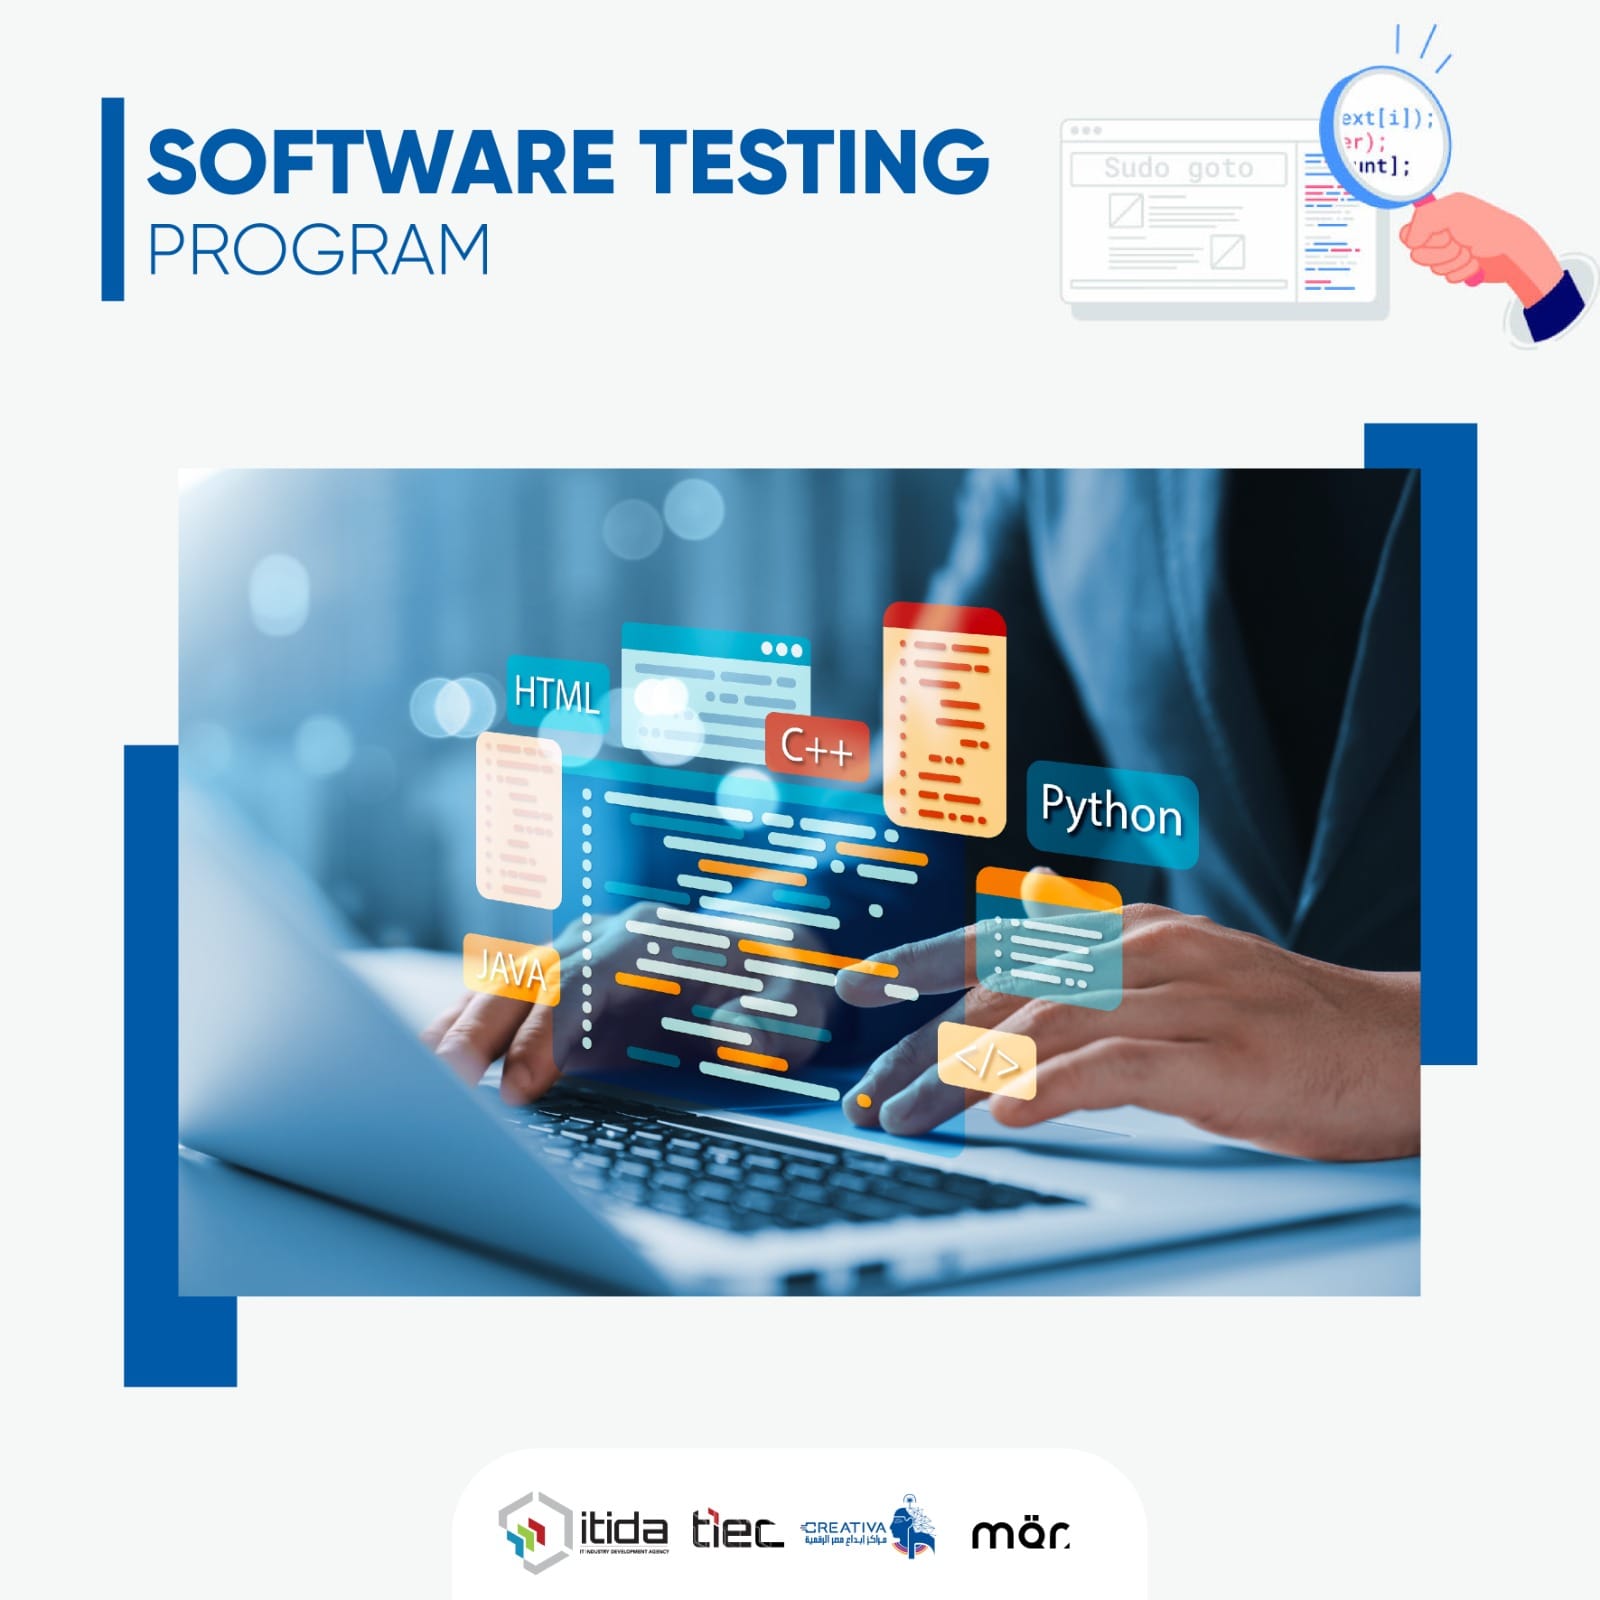 SOFTWARE TESTING
PROGRAM
Sudo goto
ext[i]);
er);
unt];
HTML
C++
Python
JAVA
</>
itida
IT INDUSTRY DEVELOPMENT AGENCY
tiec
CREATIVA
مراكز إبداع مصر الرقمية
mär.